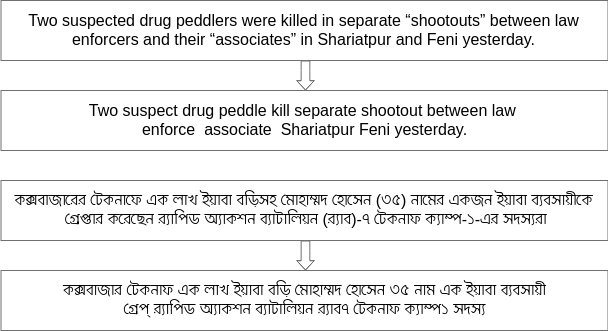 Two suspected drug peddlers were killed in separate “shootouts” between law
enforcers and their “associates” in Shariatpur and Feni yesterday.
Two suspect drug peddle kill separate shootout between law
enforce associate Shariatpur Feni yesterday.
কক্সবাজারের টেকনাফে এক লাখ ইয়াবা বড়িসহ মোহাম্মদ হোসেন (৩৫) নামের একজন ইয়াবা ব্যবসায়ীকে
গ্রেপ্তার করেছেন র‍্যাপিড অ্যাকশন ব্যাটালিয়ন (র‍্যাব)-৭ টেকনাফ ক্যাম্প-১-এর সদস্যরা
কক্সবাজার টেকনাফ এক লাখ ইয়াবা বড়ি মোহাম্মদ হোসেন ৩৫ নাম এক ইয়াবা ব্যবসায়ী
গ্রেপ্ র‍্যাপিড অ্যাকশন ব্যাটালিয়ন র‍্যাব৭ টেকনাফ ক্যাম্প১ সদস্য